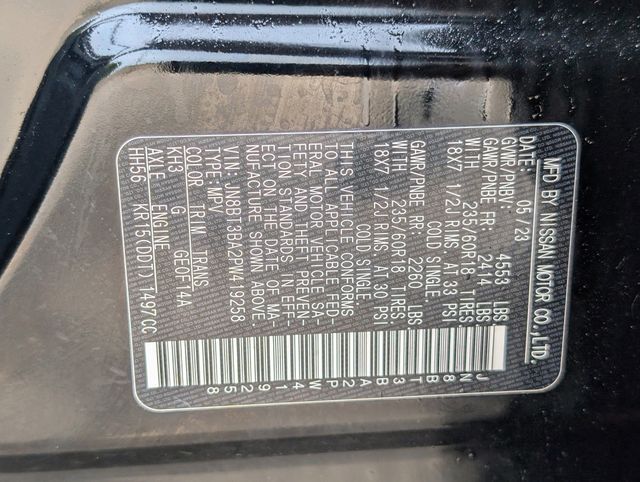 MFD BY NISSAN MOTOR CO.,LTD.
DATE: 05/23
GVWR/PNBV: 4553 LBS
GAWR/PNBE FR: 2414 LBS
WITH 235/60R18 TIRES
18X7 1/2J RIMS AT 33 PSI
COLD SINGLE.
GAWR/PNBE RR: 2260 LBS
WITH 235/60R18 TIRES
18X7 1/2J RIMS AT 30 PSI
COLD SINGLE.
THIS VEHICLE CONFORMS
TO ALL APPLICABLE FED-
ERAL MOTOR VEHICLE SA-
FETY AND THEFT PREVEN-
TION STANDARDS IN EFF-
ECT ON THE DATE OF MA-
NUFACTURE SHOWN ABOVE.
VIN: JN8BT3BA2PW419258
TYPE: MPV
COLOR TRIM TRANS
KH3 G GE0F14A
AXLE ENGINE
HH56 KR15(DDT) 1497CC
JN8BT3BA2PW419258